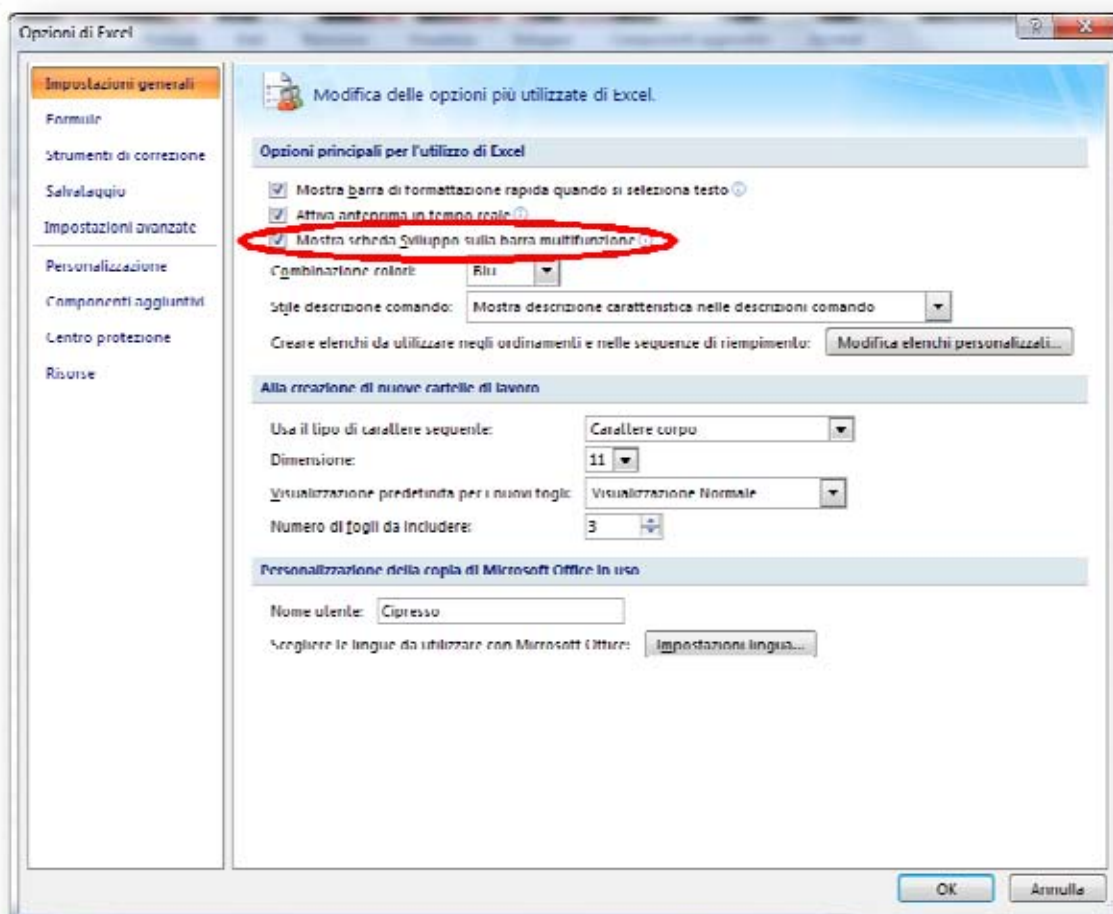 Opzioni di Excel
Impostazioni generali
Formule
Strumenti di correzione
Salvataggio
Impostazioni avanzate
Personalizzazione
Componenti aggiuntivi
Centro protezione
Risorse
Modifica delle opzioni più utilizzate di Excel.
Opzioni principali per l'utilizzo di Excel
Mostra barra di formattazione rapida quando si seleziona testo
Attiva anteprima in tempo reale
Mostra scheda Sviluppo sulla barra multifunzione
Combinazione colori: Blu
Stile descrizione comando: Mostra descrizione caratteristica nelle descrizioni comando
Creare elenchi da utilizzare negli ordinamenti e nelle sequenze di riempimento: Modifica elenchi personalizzati...
Alla creazione di nuove cartelle di lavoro
Usa il tipo di carattere seguente: Carattere corpo
Dimensione: 11
Visualizzazione predefinita per i nuovi fogli: Visualizzazione Normale
Numero di fogli da includere: 3
Personalizzazione della copia di Microsoft Office in uso
Nome utente: Cipresso
Scegliere le lingue da utilizzare con Microsoft Office: Impostazioni lingua...
OK Annulla